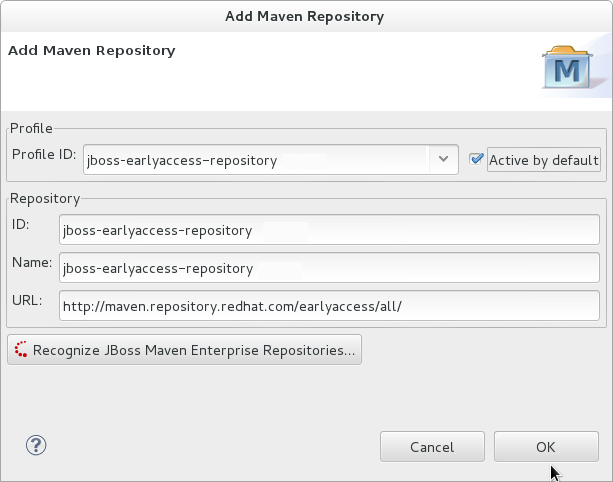 Add Maven Repository
Add Maven Repository
M
Profile
Profile ID: jboss-earlyaccess-repository Active by default
Repository
ID: jboss-earlyaccess-repository
Name: jboss-earlyaccess-repository
URL: http://maven.repository.redhat.com/earlyaccess/all/
Recognize JBoss Maven Enterprise Repositories...
? Cancel OK